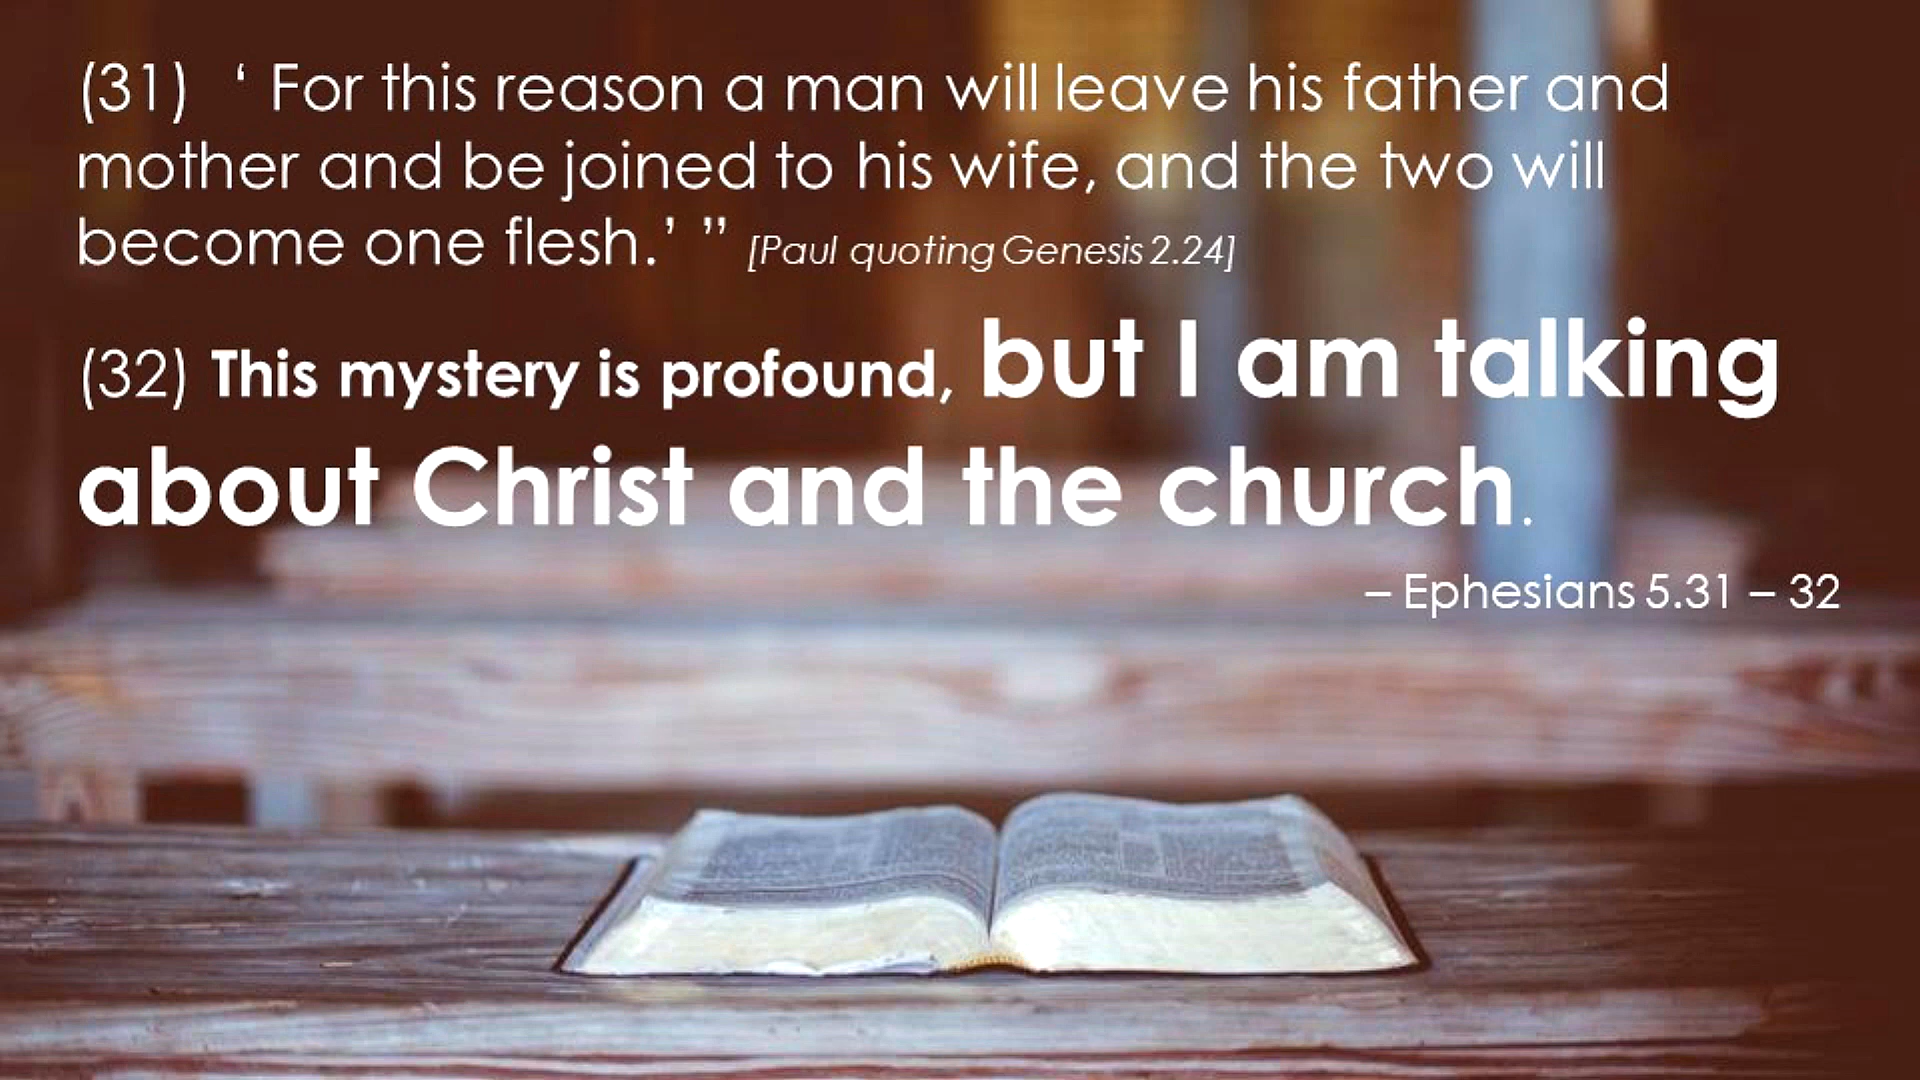 (31) ‘ For this reason a man will leave his father and
mother and be joined to his wife, and the two will
become one flesh.’ ” [Paul quoting Genesis 2.24]
(32) This mystery is profound, but I am talking
about Christ and the church.
– Ephesians 5.31 – 32